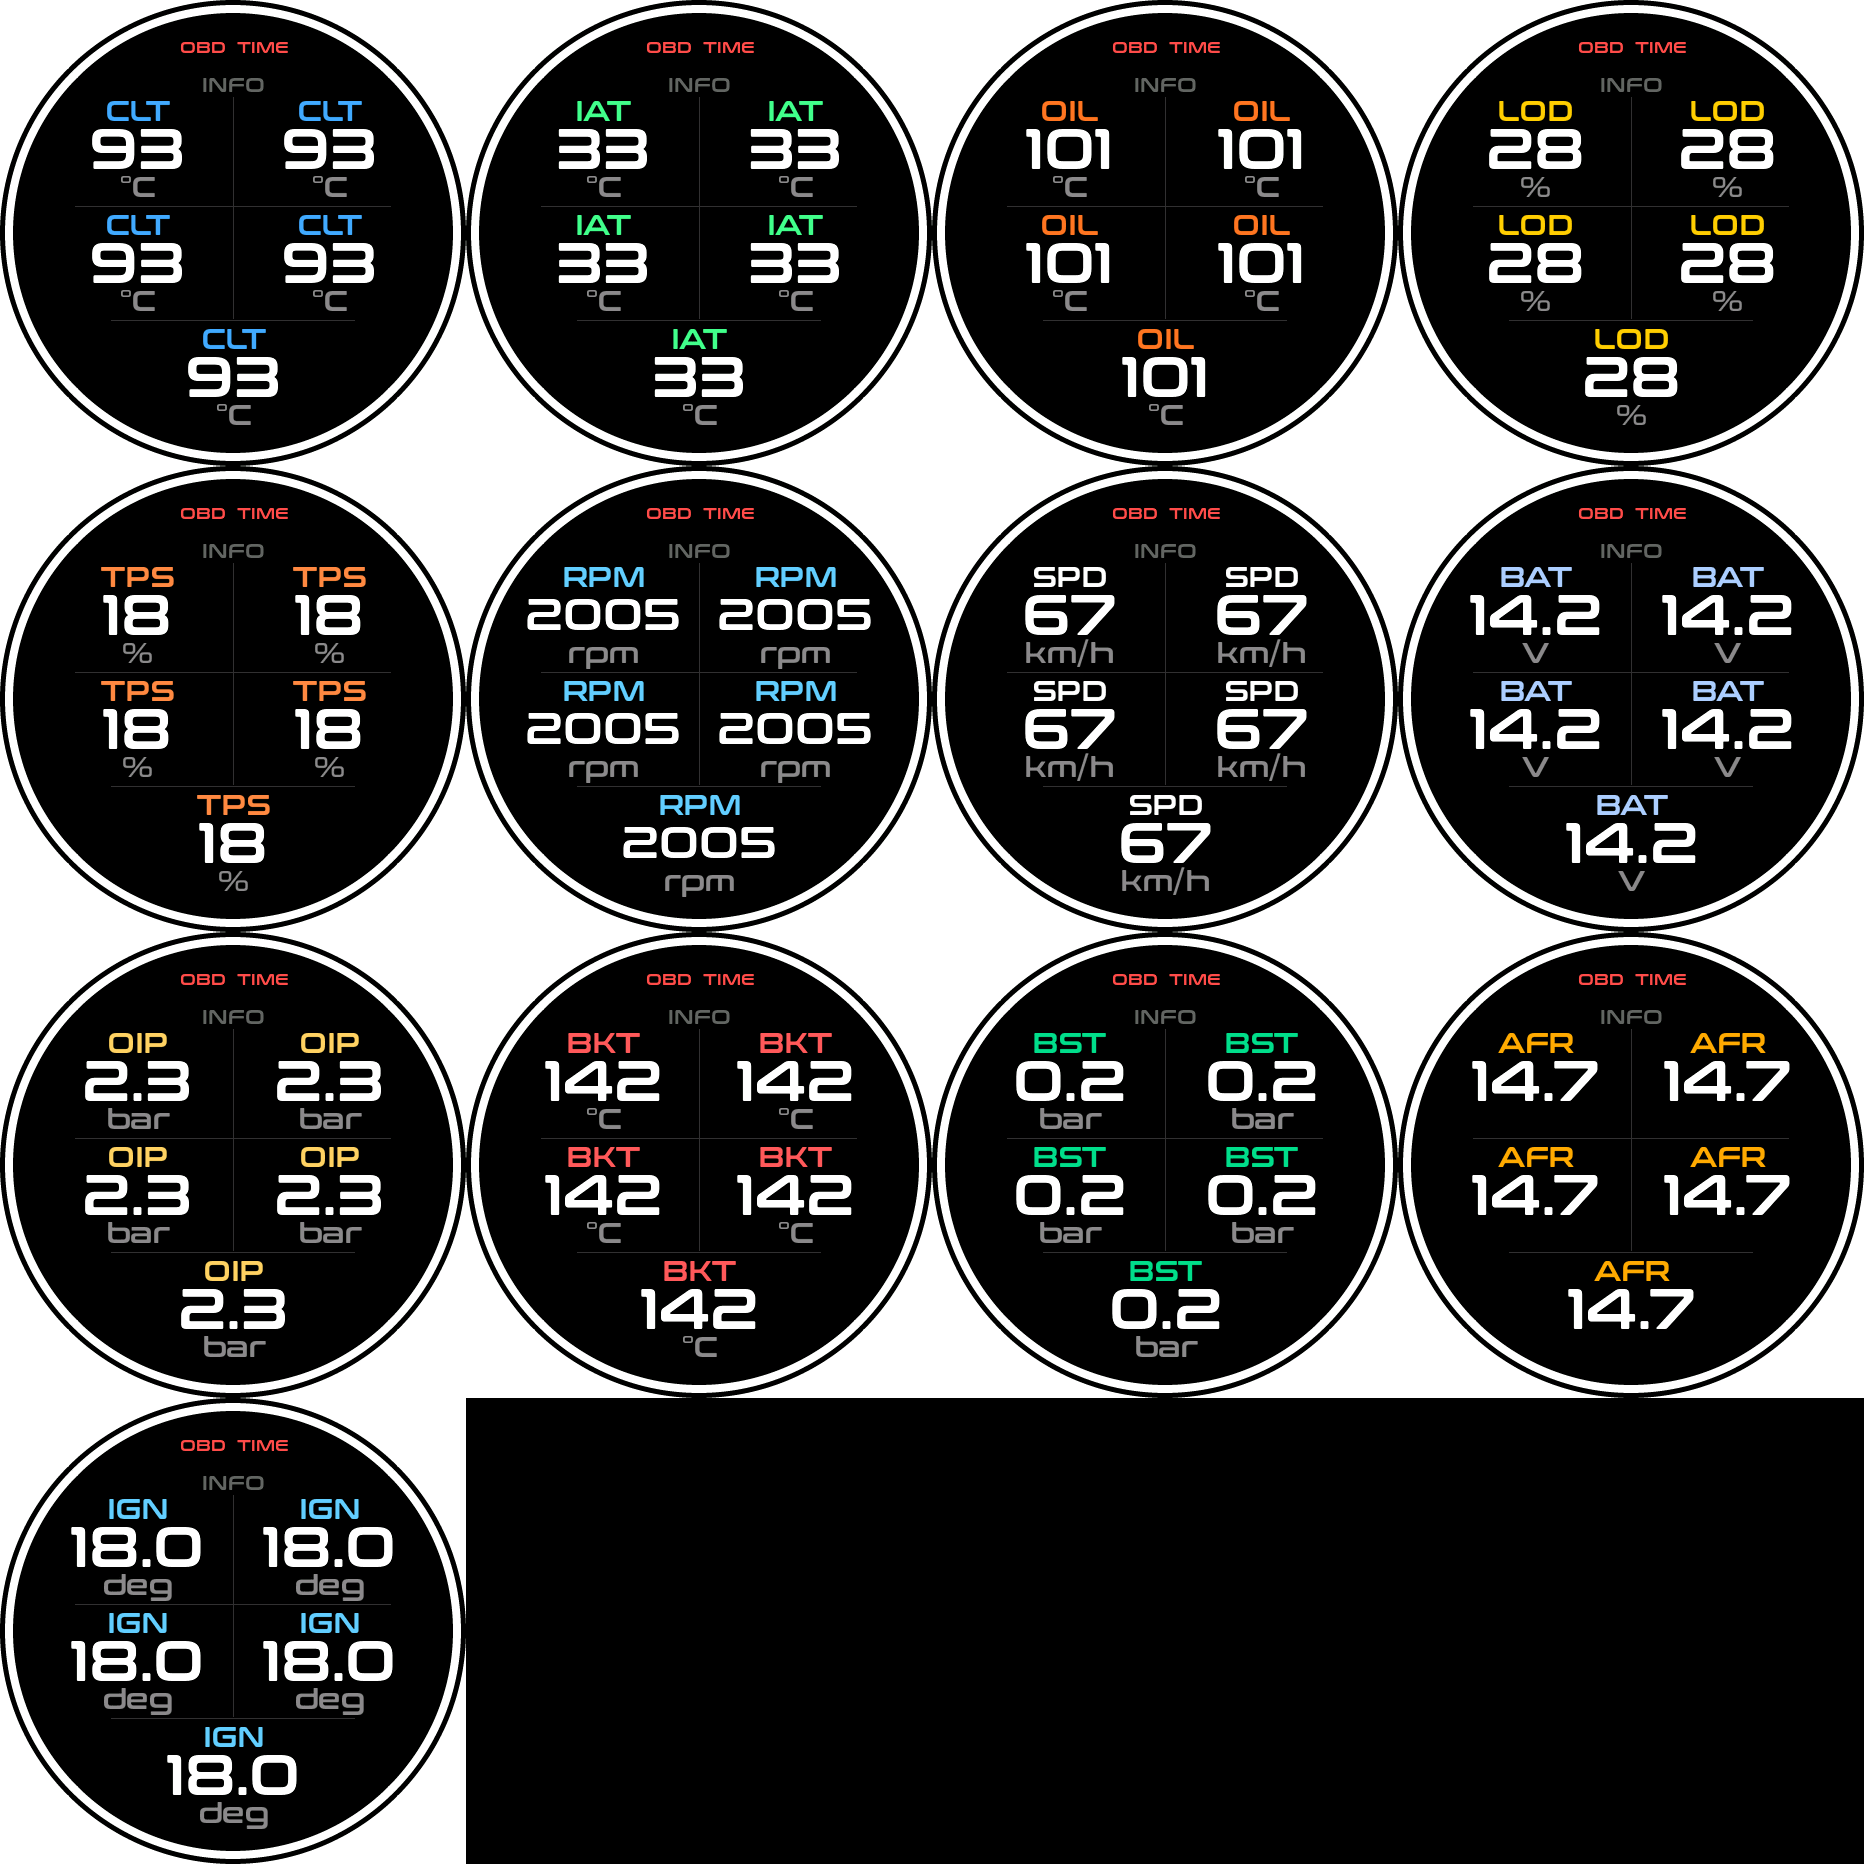 OBD TIME
INFO
CLT CLT
93 93
°C °C
CLT CLT
93 93
°C °C
CLT
93
°C
OBD TIME
INFO
IAT IAT
33 33
°C °C
IAT IAT
33 33
°C °C
IAT
33
°C
OBD TIME
INFO
OIL OIL
101 101
°C °C
OIL OIL
101 101
°C °C
OIL
101
°C
OBD TIME
INFO
LOD LOD
28 28
% %
LOD LOD
28 28
% %
LOD
28
%
OBD TIME
INFO
TPS TPS
18 18
% %
TPS TPS
18 18
% %
TPS
18
%
OBD TIME
INFO
RPM RPM
2005 2005
rpm rpm
RPM RPM
2005 2005
rpm rpm
RPM
2005
rpm
OBD TIME
INFO
SPD SPD
67 67
km/h km/h
SPD SPD
67 67
km/h km/h
SPD
67
km/h
OBD TIME
INFO
BAT BAT
14.2 14.2
V V
BAT BAT
14.2 14.2
V V
BAT
14.2
V
OBD TIME
INFO
OIP OIP
2.3 2.3
bar bar
OIP OIP
2.3 2.3
bar bar
OIP
2.3
bar
OBD TIME
INFO
BKT BKT
142 142
°C °C
BKT BKT
142 142
°C °C
BKT
142
°C
OBD TIME
INFO
BST BST
0.2 0.2
bar bar
BST BST
0.2 0.2
bar bar
BST
0.2
bar
OBD TIME
INFO
AFR AFR
14.7 14.7
AFR AFR
14.7 14.7
AFR
14.7
OBD TIME
INFO
IGN IGN
18.0 18.0
deg deg
IGN IGN
18.0 18.0
deg deg
IGN
18.0
deg